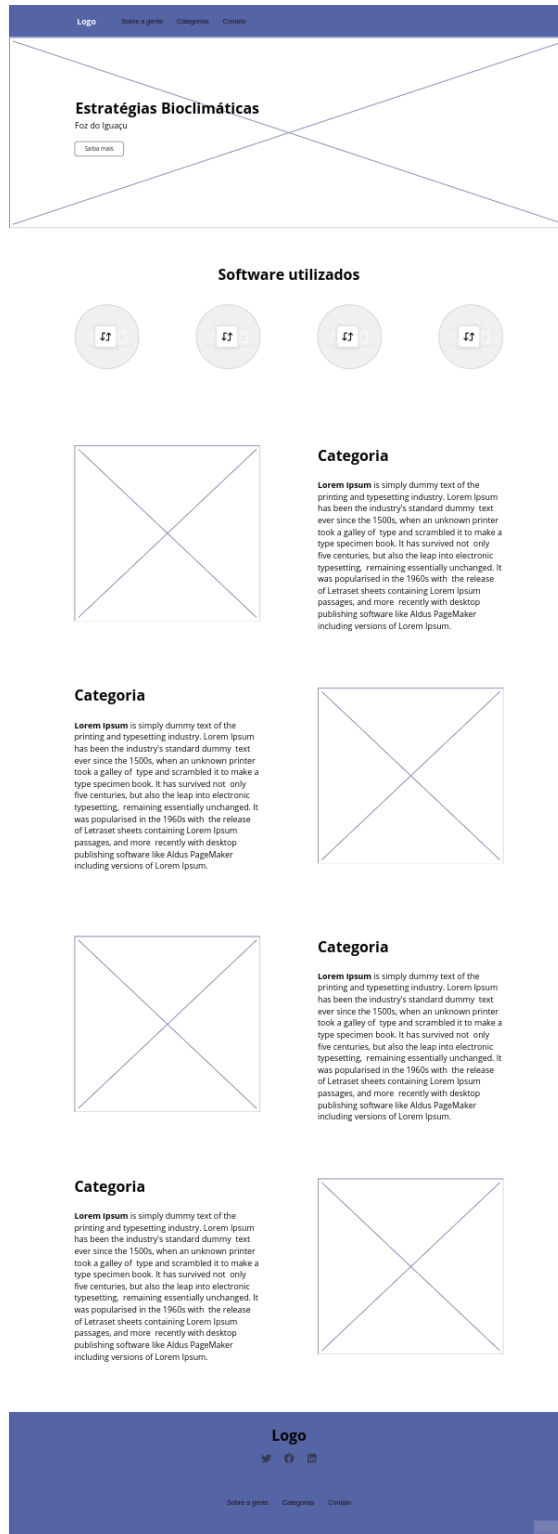 Logo
Sobre a gente
Categorias
Contato
Estratégias Bioclimáticas
Foz do Iguaçu
Saiba mais
Software utilizados
Categoria
Lorem Ipsum is simply dummy text of the
printing and typesetting industry. Lorem Ipsum
has been the industry's standard dummy text
ever since the 1500s, when an unknown printer
took a galley of type and scrambled it to make a
type specimen book. It has survived not only
five centuries, but also the leap into electronic
typesetting, remaining essentially unchanged. It
was popularised in the 1960s with the release
of Letraset sheets containing Lorem Ipsum
passages, and more recently with desktop
publishing software like Aldus PageMaker
including versions of Lorem Ipsum.
Categoria
Lorem Ipsum is simply dummy text of the
printing and typesetting industry. Lorem Ipsum
has been the industry's standard dummy text
ever since the 1500s, when an unknown printer
took a galley of type and scrambled it to make a
type specimen book. It has survived not only
five centuries, but also the leap into electronic
typesetting, remaining essentially unchanged. It
was popularised in the 1960s with the release
of Letraset sheets containing Lorem Ipsum
passages, and more recently with desktop
publishing software like Aldus PageMaker
including versions of Lorem Ipsum.
Categoria
Lorem Ipsum is simply dummy text of the
printing and typesetting industry. Lorem Ipsum
has been the industry's standard dummy text
ever since the 1500s, when an unknown printer
took a galley of type and scrambled it to make a
type specimen book. It has survived not only
five centuries, but also the leap into electronic
typesetting, remaining essentially unchanged. It
was popularised in the 1960s with the release
of Letraset sheets containing Lorem Ipsum
passages, and more recently with desktop
publishing software like Aldus PageMaker
including versions of Lorem Ipsum.
Categoria
Lorem Ipsum is simply dummy text of the
printing and typesetting industry. Lorem Ipsum
has been the industry's standard dummy text
ever since the 1500s, when an unknown printer
took a galley of type and scrambled it to make a
type specimen book. It has survived not only
five centuries, but also the leap into electronic
typesetting, remaining essentially unchanged. It
was popularised in the 1960s with the release
of Letraset sheets containing Lorem Ipsum
passages, and more recently with desktop
publishing software like Aldus PageMaker
including versions of Lorem Ipsum.
Logo
Sobre a gente
Categorias
Contato